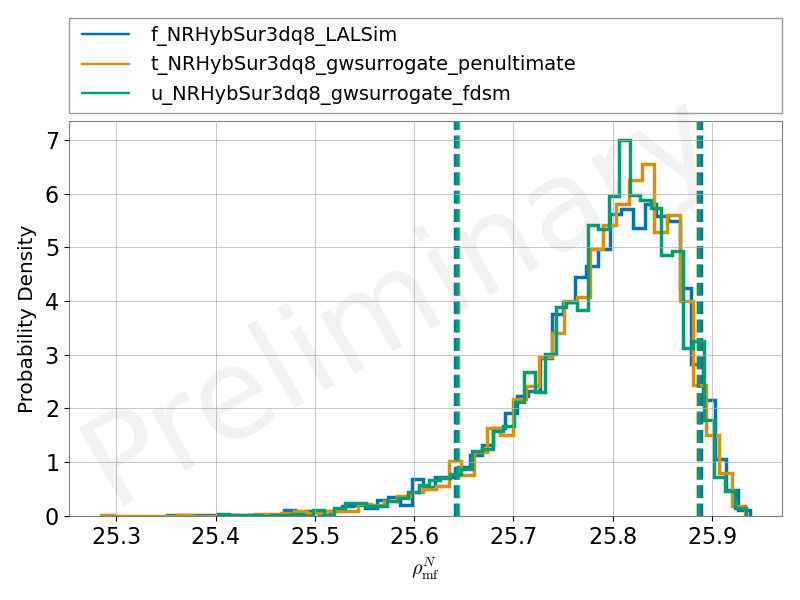 f_NRHybSur3dq8_LALSim
t_NRHybSur3dq8_gwsurrogate_penultimate
u_NRHybSur3dq8_gwsurrogate_fdsm
Preliminary
Probability Density
7
6
5
4
3
2
1
0
25.3 25.4 25.5 25.6 25.7 25.8 25.9
ρ_mf^N